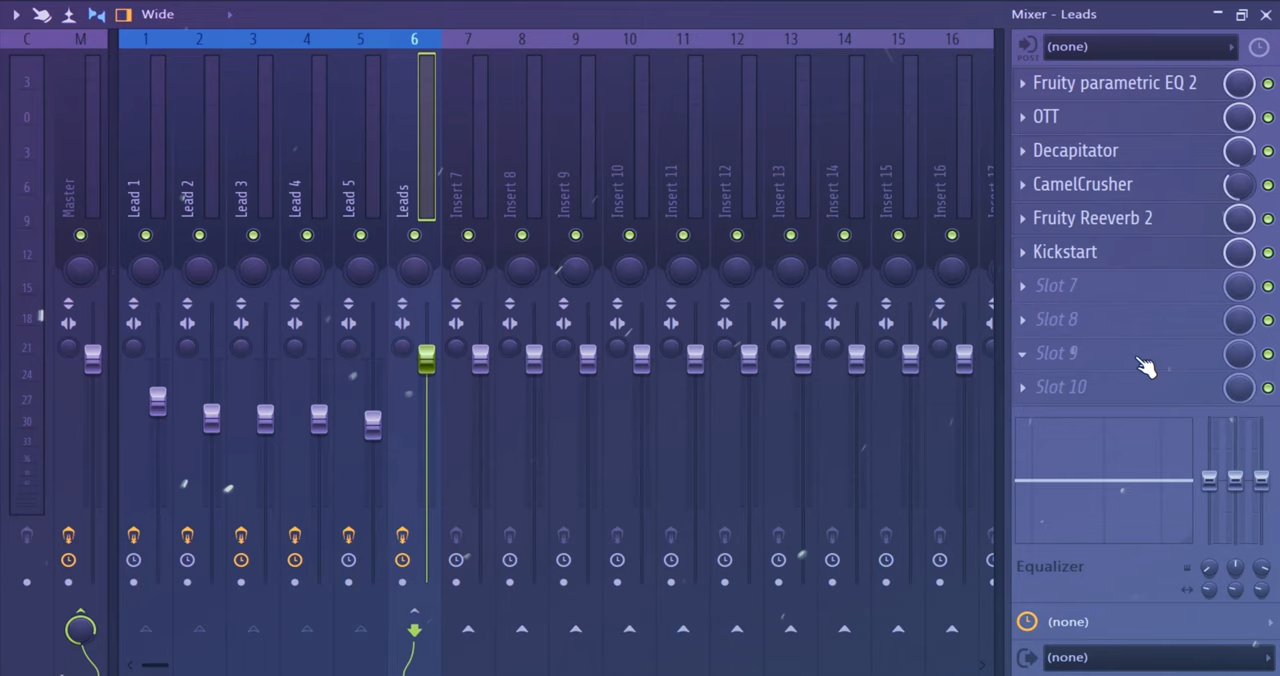 Wide
Mixer - Leads
C M 1 2 3 4 5 6 7 8 9 10 11 12 13 14 15 16
(none)
POST
3
0
3
6
9
12
15
18
21
24
27
30
33
36
Master
Lead 1
Lead 2
Lead 3
Lead 4
Lead 5
Leads
Insert 7
Insert 8
Insert 9
Insert 10
Insert 11
Insert 12
Insert 13
Insert 14
Insert 15
Insert 16
Fruity parametric EQ 2
OTT
Decapitator
CamelCrusher
Fruity Reeverb 2
Kickstart
Slot 7
Slot 8
Slot 9
Slot 10
Equalizer
(none)
(none)